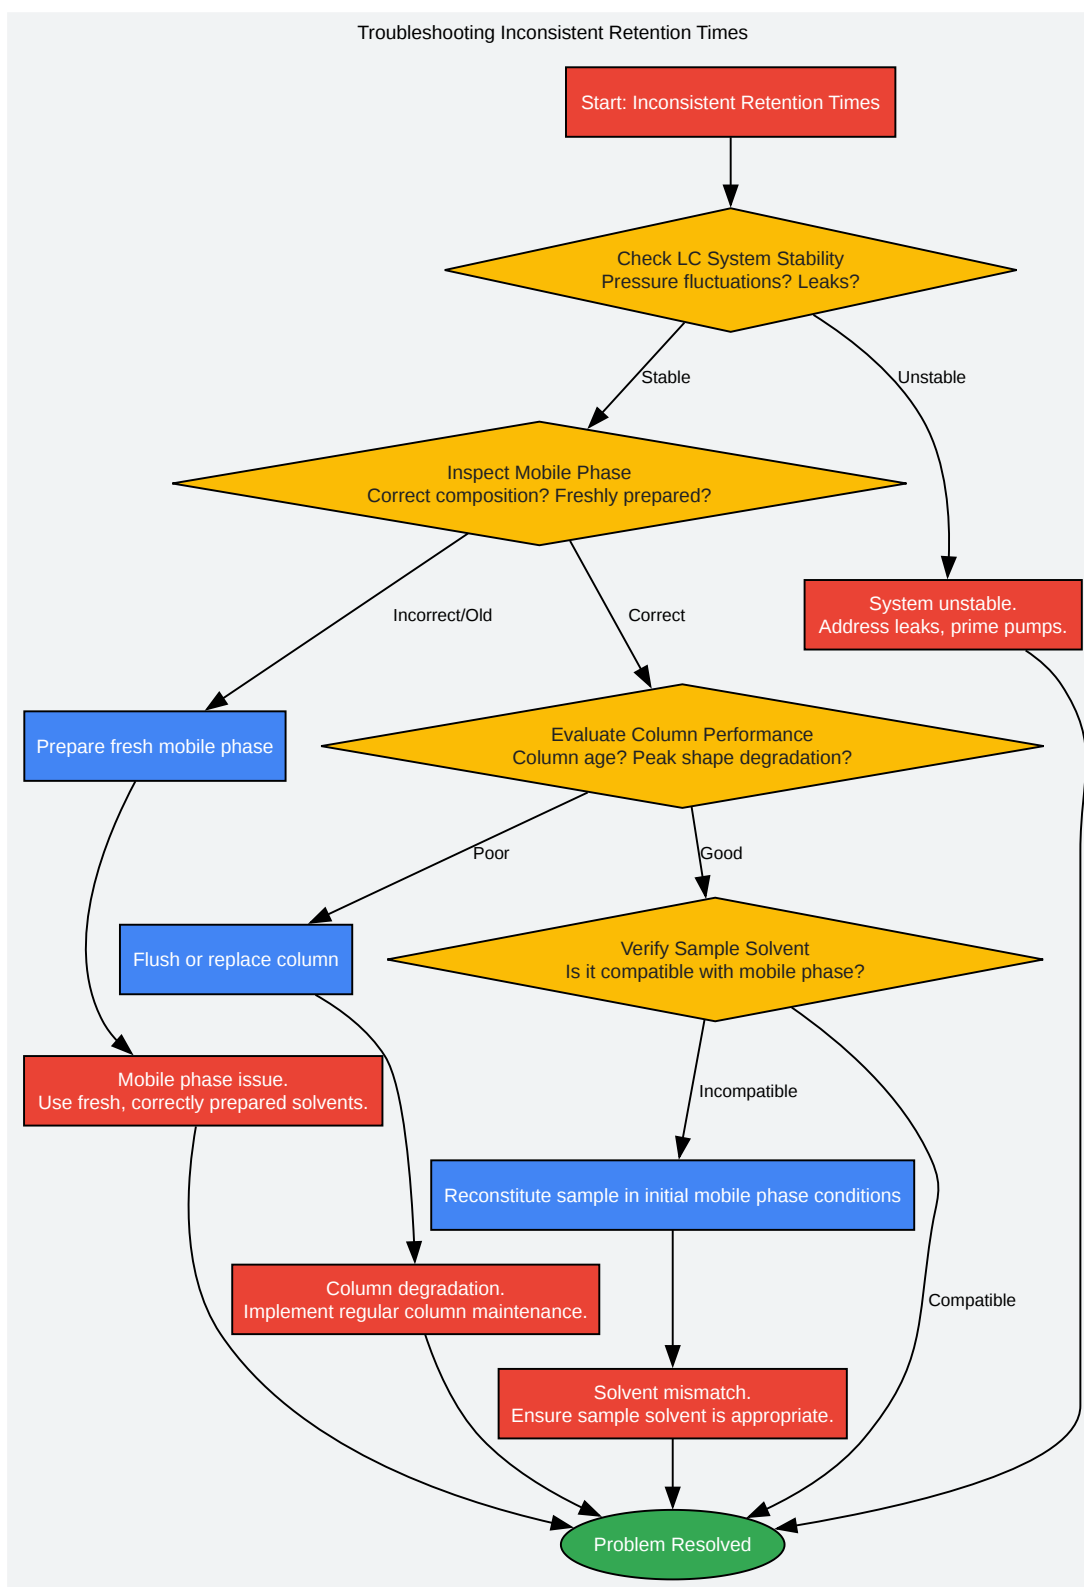 Troubleshooting Inconsistent Retention Times
Start: Inconsistent Retention Times
Check LC System Stability
Pressure fluctuations? Leaks?
Stable
Unstable
Inspect Mobile Phase
Correct composition? Freshly prepared?
Incorrect/Old
Correct
System unstable.
Address leaks, prime pumps.
Prepare fresh mobile phase
Evaluate Column Performance
Column age? Peak shape degradation?
Poor
Good
Flush or replace column
Verify Sample Solvent
Is it compatible with mobile phase?
Mobile phase issue.
Use fresh, correctly prepared solvents.
Incompatible
Reconstitute sample in initial mobile phase conditions
Column degradation.
Implement regular column maintenance.
Compatible
Solvent mismatch.
Ensure sample solvent is appropriate.
Problem Resolved